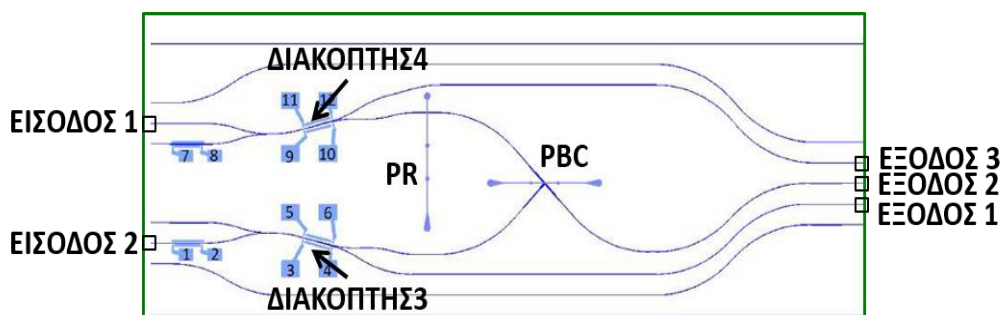 ΔΙΑΚΟΠΤΗΣ4
11 12
ΕΙΣΟΔΟΣ 1
7 8 9 10
PR
PBC
ΕΞΟΔΟΣ 3
ΕΞΟΔΟΣ 2
ΕΞΟΔΟΣ 1
5 6
ΕΙΣΟΔΟΣ 2
1 2
3 4
ΔΙΑΚΟΠΤΗΣ3